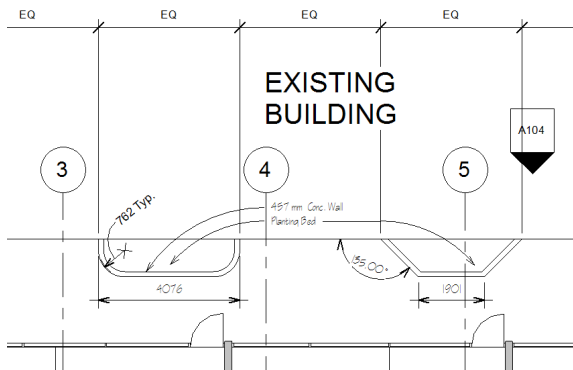 EQ EQ EQ EQ
EXISTING
BUILDING
A104
3 4 5
762 Typ.
457 mm Conc. Wall
Planting Bed
135.00°
4076
1901